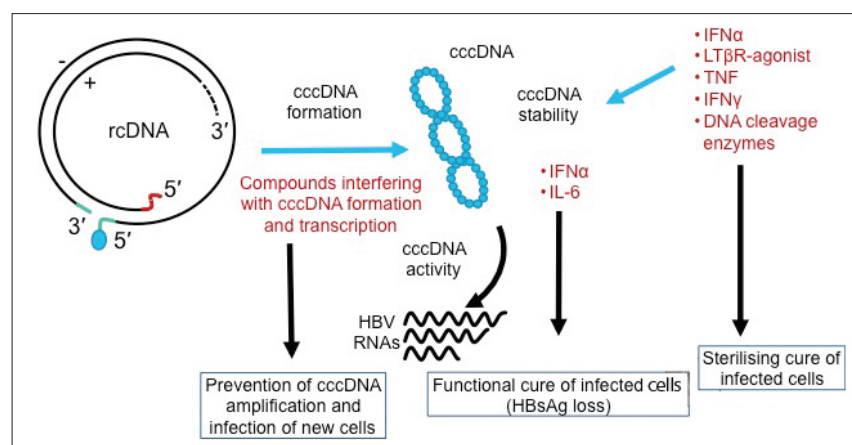 -
+
rcDNA
3′
5′
3′
5′
cccDNA
formation
Compounds interfering
with cccDNA formation
and transcription
cccDNA
cccDNA
stability
• IFNα
• IL-6
• IFNα
• LTβR-agonist
• TNF
• IFNγ
• DNA cleavage
enzymes
cccDNA
activity
HBV
RNAs
Prevention of cccDNA
amplification and
infection of new cells
Functional cure of infected cells
(HBsAg loss)
Sterilising cure of
infected cells